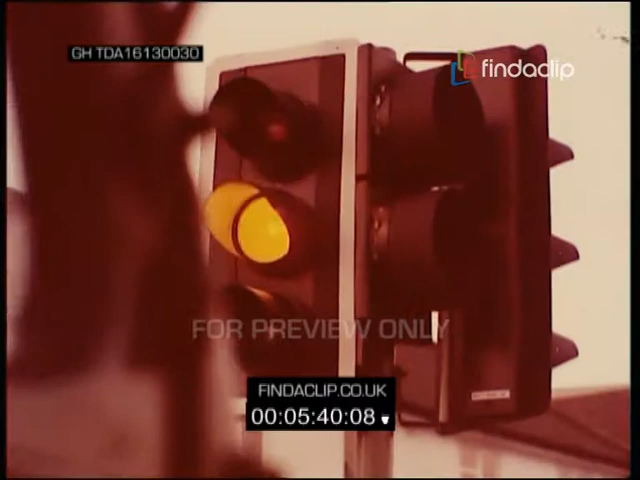 GH TDA16130030
findaclip
FOR PREVIEW ONLY
FINDACLIP.CO.UK
00:05:40:08